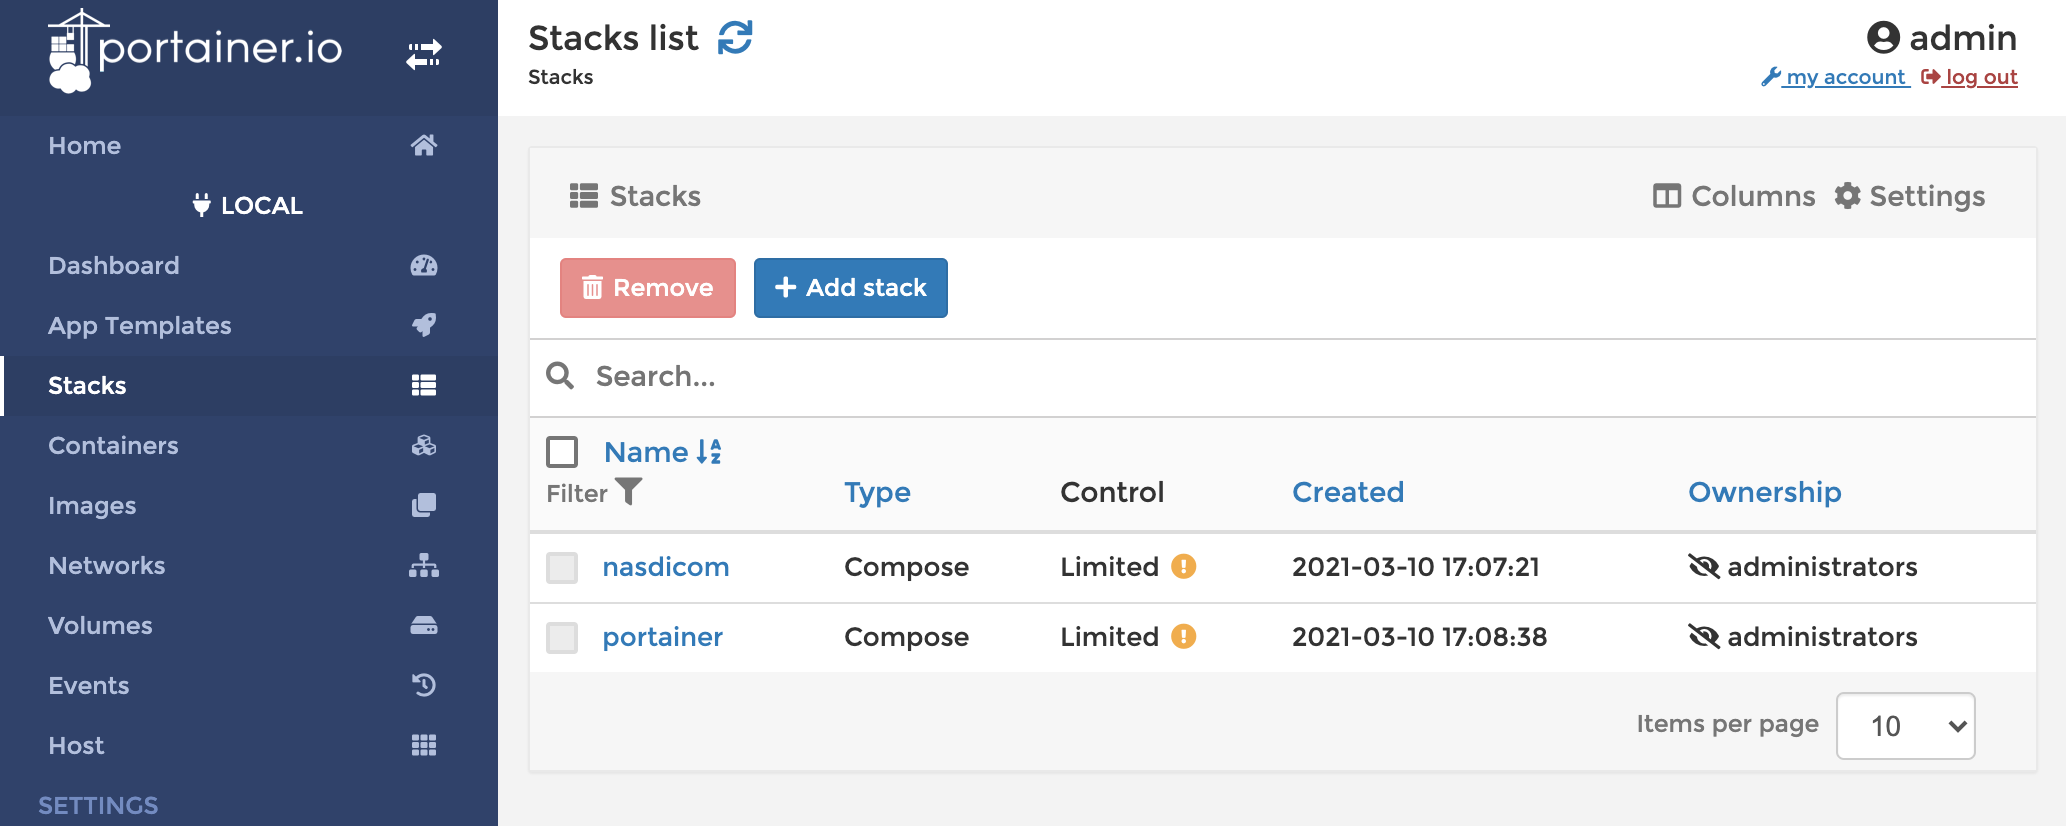 portainer.io
Home
LOCAL
Dashboard
App Templates
Stacks
Containers
Images
Networks
Volumes
Events
Host
SETTINGS
Stacks list
Stacks
admin
my account log out
Stacks
Columns Settings
Remove + Add stack
Search...
Name
Filter Type Control Created Ownership
nasdicom Compose Limited 2021-03-10 17:07:21 administrators
portainer Compose Limited 2021-03-10 17:08:38 administrators
Items per page 10